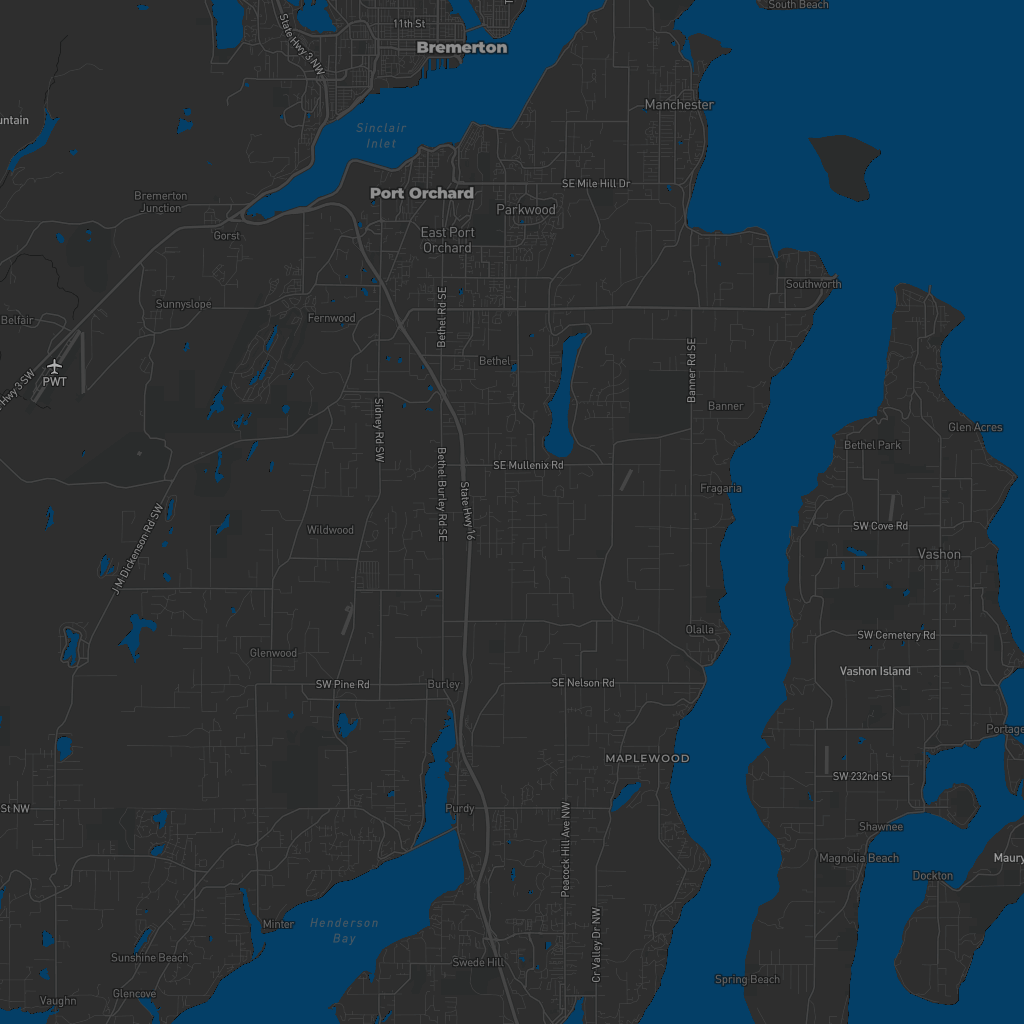 South Beach
11th St
State Hwy 3 NW
Bremerton
Manchester
untain
Sinclair
Inlet
SE Mile Hill Dr
Port Orchard
Bremerton
Junction
Parkwood
Gorst
East Port
Orchard
Southworth
Sunnyslope
Bethel Rd SE
Belfair
Fernwood
Bethel
PWT
Hwy 3 SW
Banner Rd SE
Banner
Sidney Rd SW
Glen Acres
Bethel Park
SE Mullenix Rd
Bethel Burley Rd SE
State Hwy 16
Fragaria
J M Dickenson Rd SW
Wildwood
SW Cove Rd
Vashon
Olalla
SW Cemetery Rd
Glenwood
Vashon Island
SW Pine Rd
Burley
SE Nelson Rd
Portage
MAPLEWOOD
SW 232nd St
St NW
Purdy
Peacock Hill Ave NW
Shawnee
Magnolia Beach
Maury
Dockton
Minter
Henderson
Bay
Cr Valley Dr NW
Sunshine Beach
Swede Hill
Spring Beach
Glencove
Vaughn